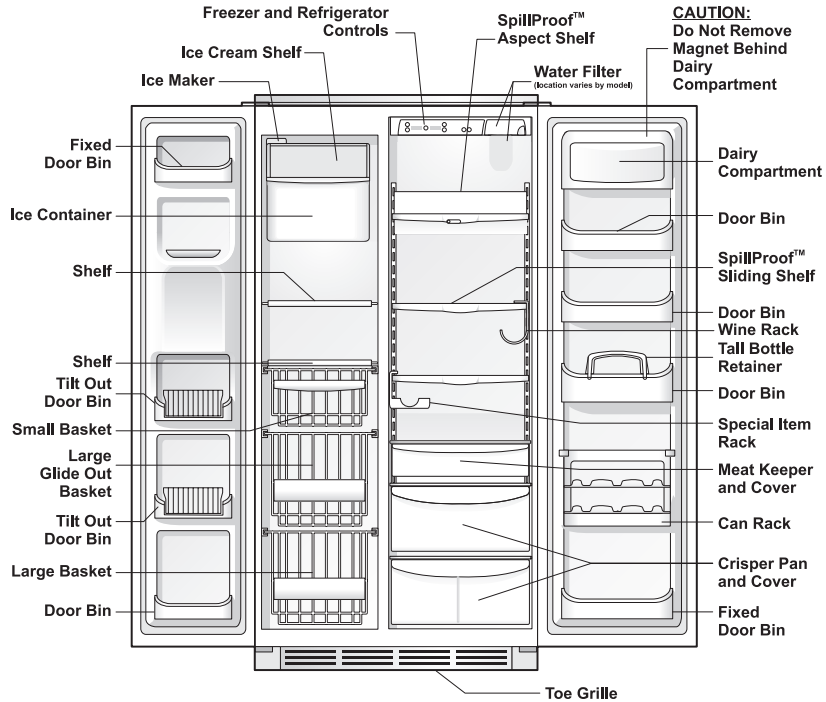 Freezer and Refrigerator
Controls
Ice Cream Shelf
Ice Maker
SpillProof™
Aspect Shelf
Water Filter
(location varies by model)
CAUTION:
Do Not Remove
Magnet Behind
Dairy
Compartment
Fixed
Door Bin
Ice Container
Shelf
Shelf
Tilt Out
Door Bin
Small Basket
Large
Glide Out
Basket
Tilt Out
Door Bin
Large Basket
Door Bin
Dairy
Compartment
Door Bin
SpillProof™
Sliding Shelf
Door Bin
Wine Rack
Tall Bottle
Retainer
Door Bin
Special Item
Rack
Meat Keeper
and Cover
Can Rack
Crisper Pan
and Cover
Fixed
Door Bin
Toe Grille